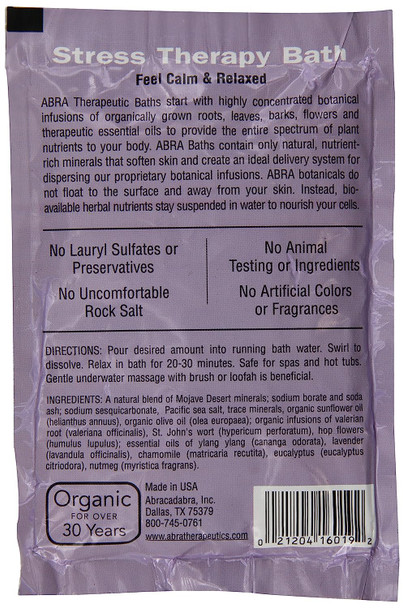 Stress Therapy Bath
Feel Calm & Relaxed
ABRA Therapeutic Baths start with highly concentrated botanical
infusions of organically grown roots, leaves, barks, flowers and
therapeutic essential oils to provide the entire spectrum of plant
nutrients to your body. ABRA Baths contain only natural, nutrient-
rich minerals that soften skin and create an ideal delivery system for
dispersing our proprietary botanical infusions. ABRA botanicals do
not float to the surface and away from your skin. Instead, bio-
available herbal nutrients stay suspended in water to nourish your cells.
No Lauryl Sulfates or
Preservatives
No Uncomfortable
Rock Salt
No Animal
Testing or Ingredients
No Artificial Colors
or Fragrances
DIRECTIONS: Pour desired amount into running bath water. Swirl to
dissolve. Relax in bath for 20-30 minutes. Safe for spas and hot tubs.
Gentle underwater massage with brush or loofah is beneficial.
INGREDIENTS: A natural blend of Mojave Desert minerals; sodium borate and soda
ash; sodium sesquicarbonate, Pacific sea salt, trace minerals, organic sunflower oil
(helianthus annuus), organic olive oil (olea europaea); organic infusions of valerian
root (valeriana officinalis), St. John's wort (hypericum perforatum), hop flowers
(humulus lupulus); essential oils of ylang ylang (cananga odorata), lavender
(lavandula officinalis), chamomile (matricaria recutita), eucalyptus (eucalyptus
citriodora), nutmeg (myristica fragrans).
Organic
FOR OVER
30 Years
Made in USA
Abracadabra, Inc.
Dallas, TX 75379
800-745-0761
www.abratherapeutics.com
0 21204 16019 2